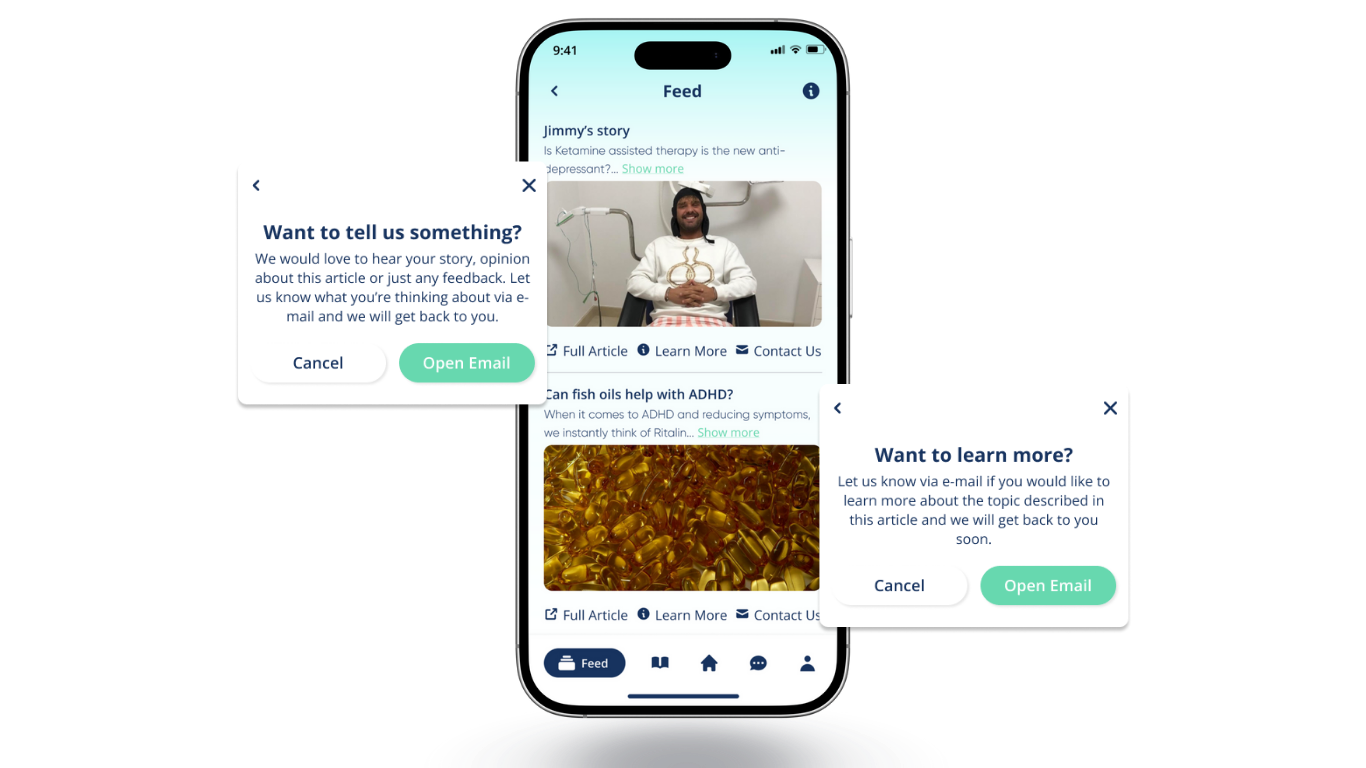 9:41
Feed
Jimmy’s story
Is Ketamine assisted therapy is the new anti-
depressant?... Show more
Full Article
Learn More
Contact Us
Can fish oils help with ADHD?
When it comes to ADHD and reducing symptoms,
we instantly think of Ritalin... Show more
Full Article
Learn More
Contact Us
Feed
Want to tell us something?
We would love to hear your story, opinion
about this article or just any feedback. Let
us know what you’re thinking about via e-
mail and we will get back to you.
Cancel
Open Email
Want to learn more?
Let us know via e-mail if you would like to
learn more about the topic described in
this article and we will get back to you
soon.
Cancel
Open Email